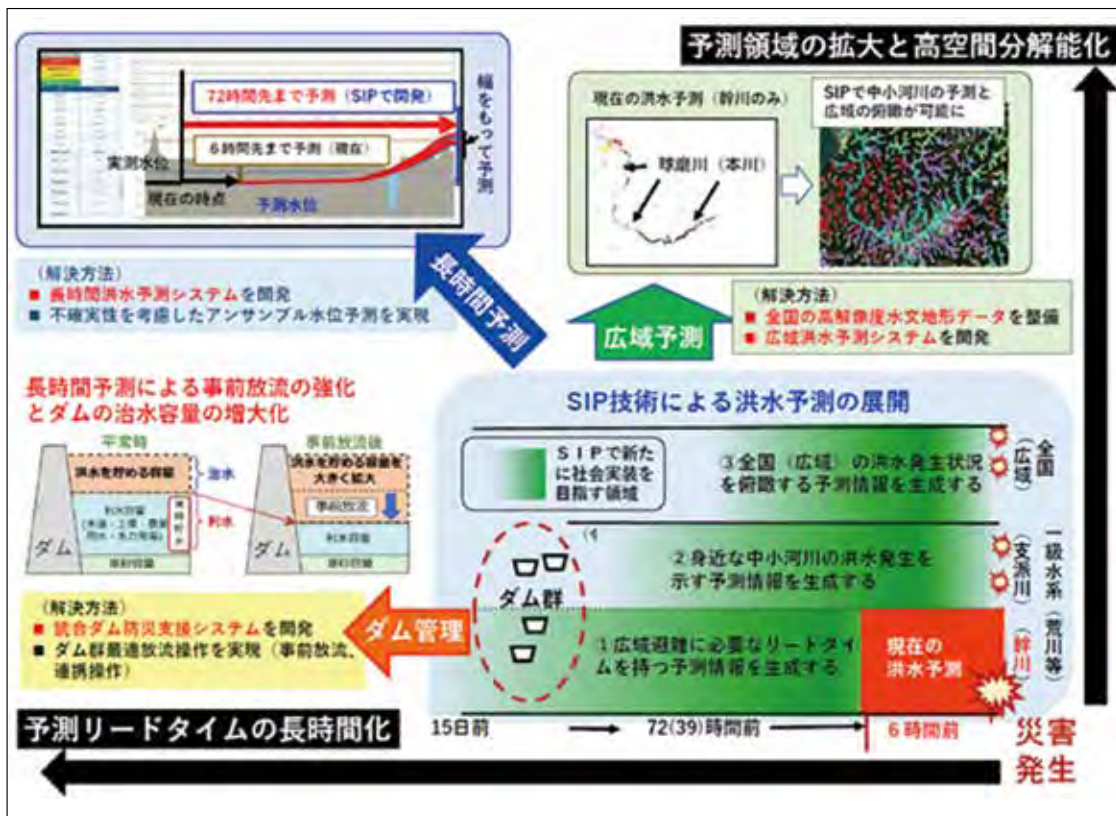 予測領域の拡大と高空間分解能化
72時間先まで予測（SIPで開発）
6時間先まで予測（現在）
実測水位
現在の時点
予測水位
幅をもって予測
（解決方法）
■ 長時間洪水予測システムを開発
■ 不確実性を考慮したアンサンブル水位予測を実現
長時間予測
現在の洪水予測（幹川のみ）
球磨川（本川）
SIPで中小河川の予測と
広域の俯瞰が可能に
広域予測
（解決方法）
■ 全国の高解像度水文地形データを整備
■ 広域洪水予測システムを開発
長時間予測による事前放流の強化
とダムの治水容量の増大化
平常時
洪水を貯める容量
治水
利水容量
利水
ダム
事前放流後
洪水を貯める容量を
大きく拡大
事前放流
利水容量
ダム
（解決方法）
■ 統合ダム防災支援システムを開発
■ ダム群最適放流操作を実現（事前放流、
連携操作）
ダム管理
SIP技術による洪水予測の展開
SIPで新た
に社会実装を
目指す領域
③全国（広域）の洪水発生状況
を俯瞰する予測情報を生成する
全国
（広域）
②身近な中小河川の洪水発生を
示す予測情報を生成する
ダム群
①広域避難に必要なリードタイ
ムを持つ予測情報を生成する
現在の
洪水予測
一級水系（荒川等）
（支派川）
（幹川）
15日前
72(39)時間前
6時間前
災害
発生
予測リードタイムの長時間化